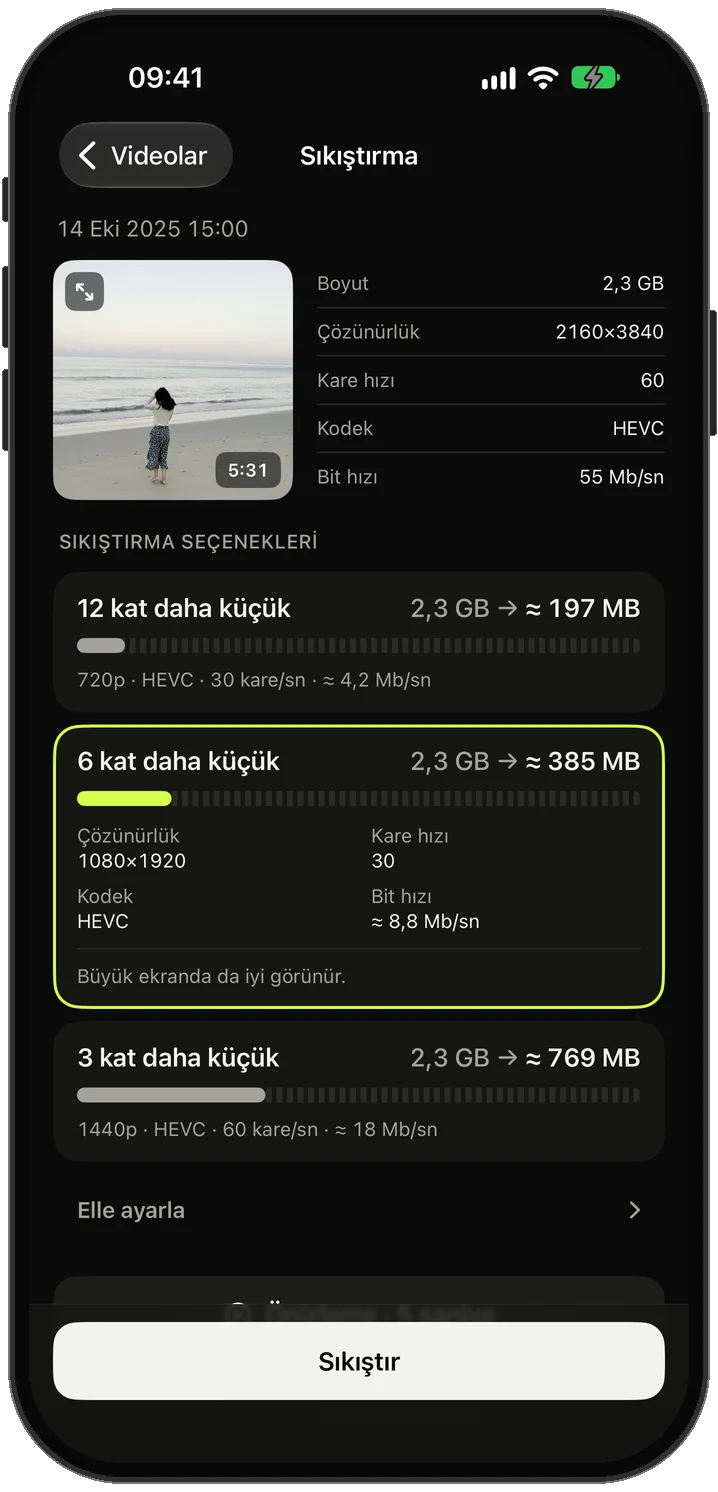 09:41
Videolar
Sıkıştırma
14 Eki 2025 15:00
5:31
Boyut 2,3 GB
Çözünürlük 2160×3840
Kare hızı 60
Kodek HEVC
Bit hızı 55 Mb/sn
SIKIŞTIRMA SEÇENEKLERİ
12 kat daha küçük 2,3 GB → ≈ 197 MB
720p · HEVC · 30 kare/sn · ≈ 4,2 Mb/sn
6 kat daha küçük 2,3 GB → ≈ 385 MB
Çözünürlük Kare hızı
1080×1920 30
Kodek Bit hızı
HEVC ≈ 8,8 Mb/sn
Büyük ekranda da iyi görünür.
3 kat daha küçük 2,3 GB → ≈ 769 MB
1440p · HEVC · 60 kare/sn · ≈ 18 Mb/sn
Elle ayarla
Sıkıştır